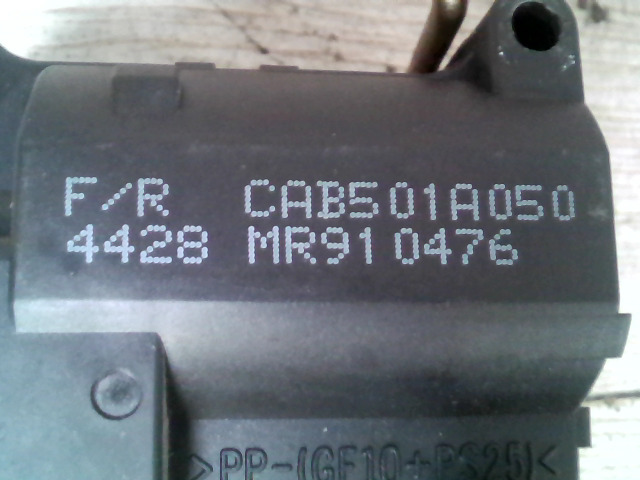 F/R CAB501A050
4428 MR910476
>PP-(GF10+PS25)<